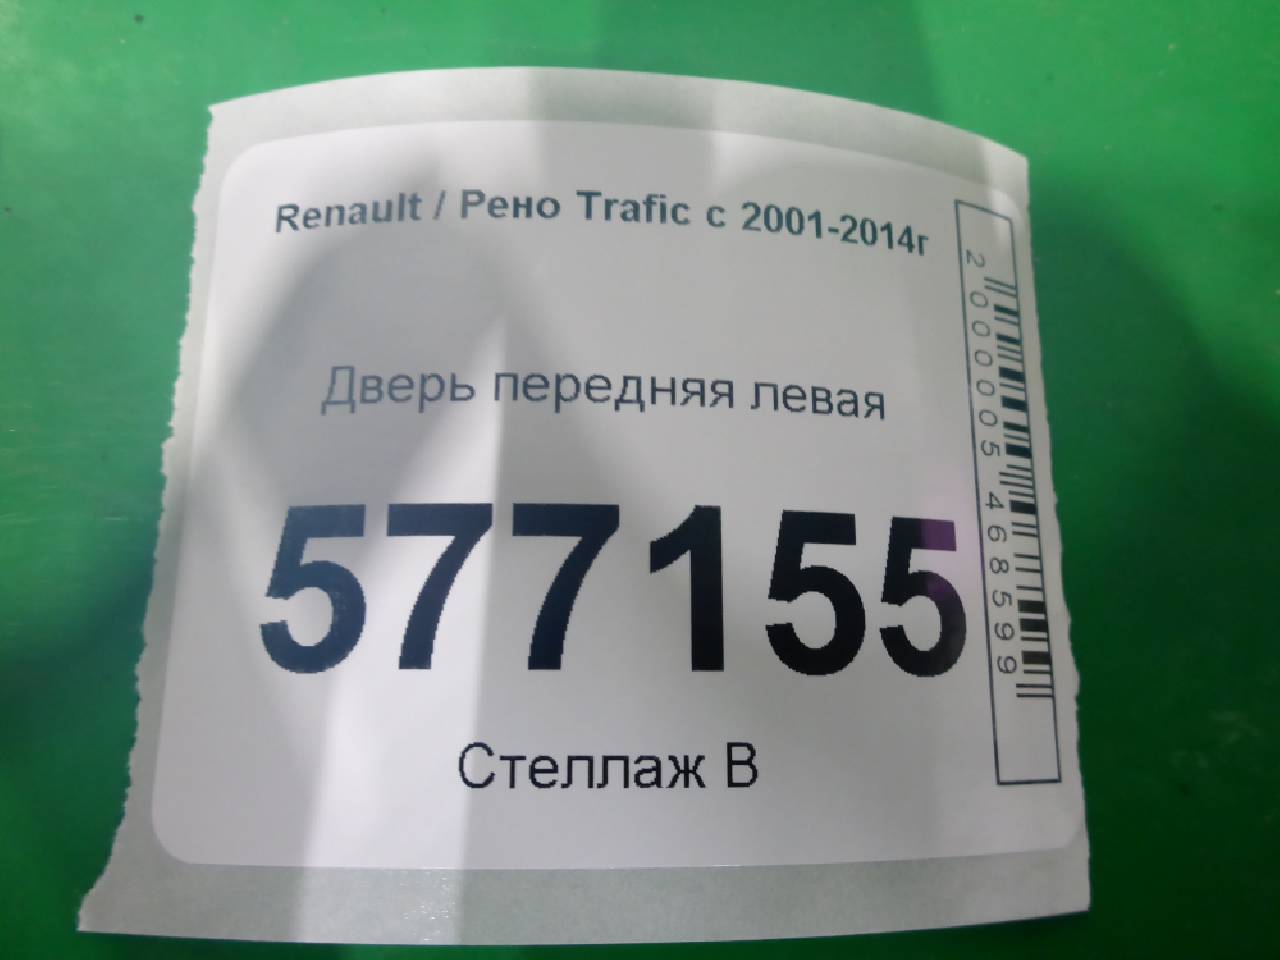 Renault / Рено Trafic с 2001-2014г
Дверь передняя левая
577155
Стеллаж В
2000005468599